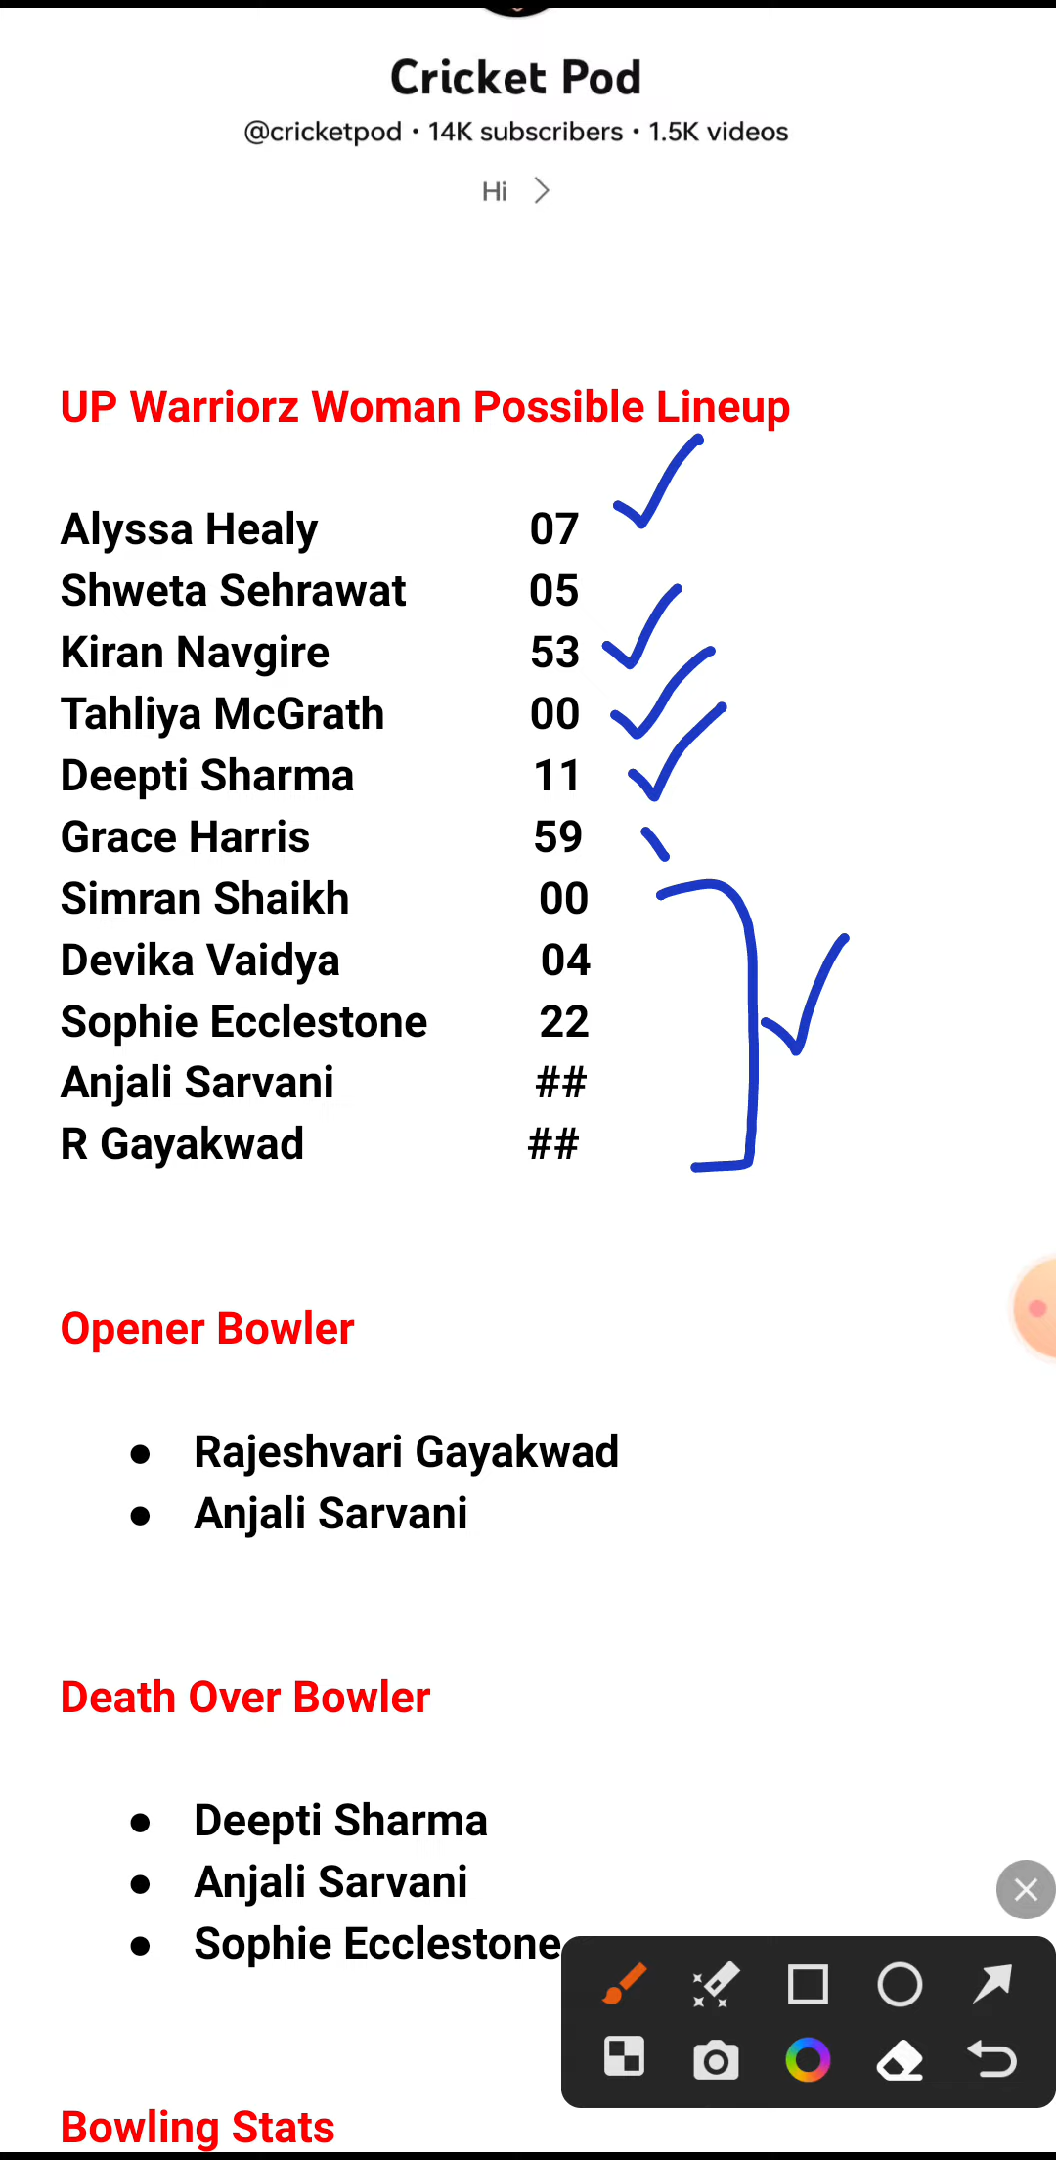 Cricket Pod
@cricketpod • 14K subscribers • 1.5K videos
Hi >
UP Warriorz Woman Possible Lineup
Alyssa Healy 07
Shweta Sehrawat 05
Kiran Navgire 53
Tahliya McGrath 00
Deepti Sharma 11
Grace Harris 59
Simran Shaikh 00
Devika Vaidya 04
Sophie Ecclestone 22
Anjali Sarvani ##
R Gayakwad ##
Opener Bowler
● Rajeshvari Gayakwad
● Anjali Sarvani
Death Over Bowler
● Deepti Sharma
● Anjali Sarvani
● Sophie Ecclestone
Bowling Stats